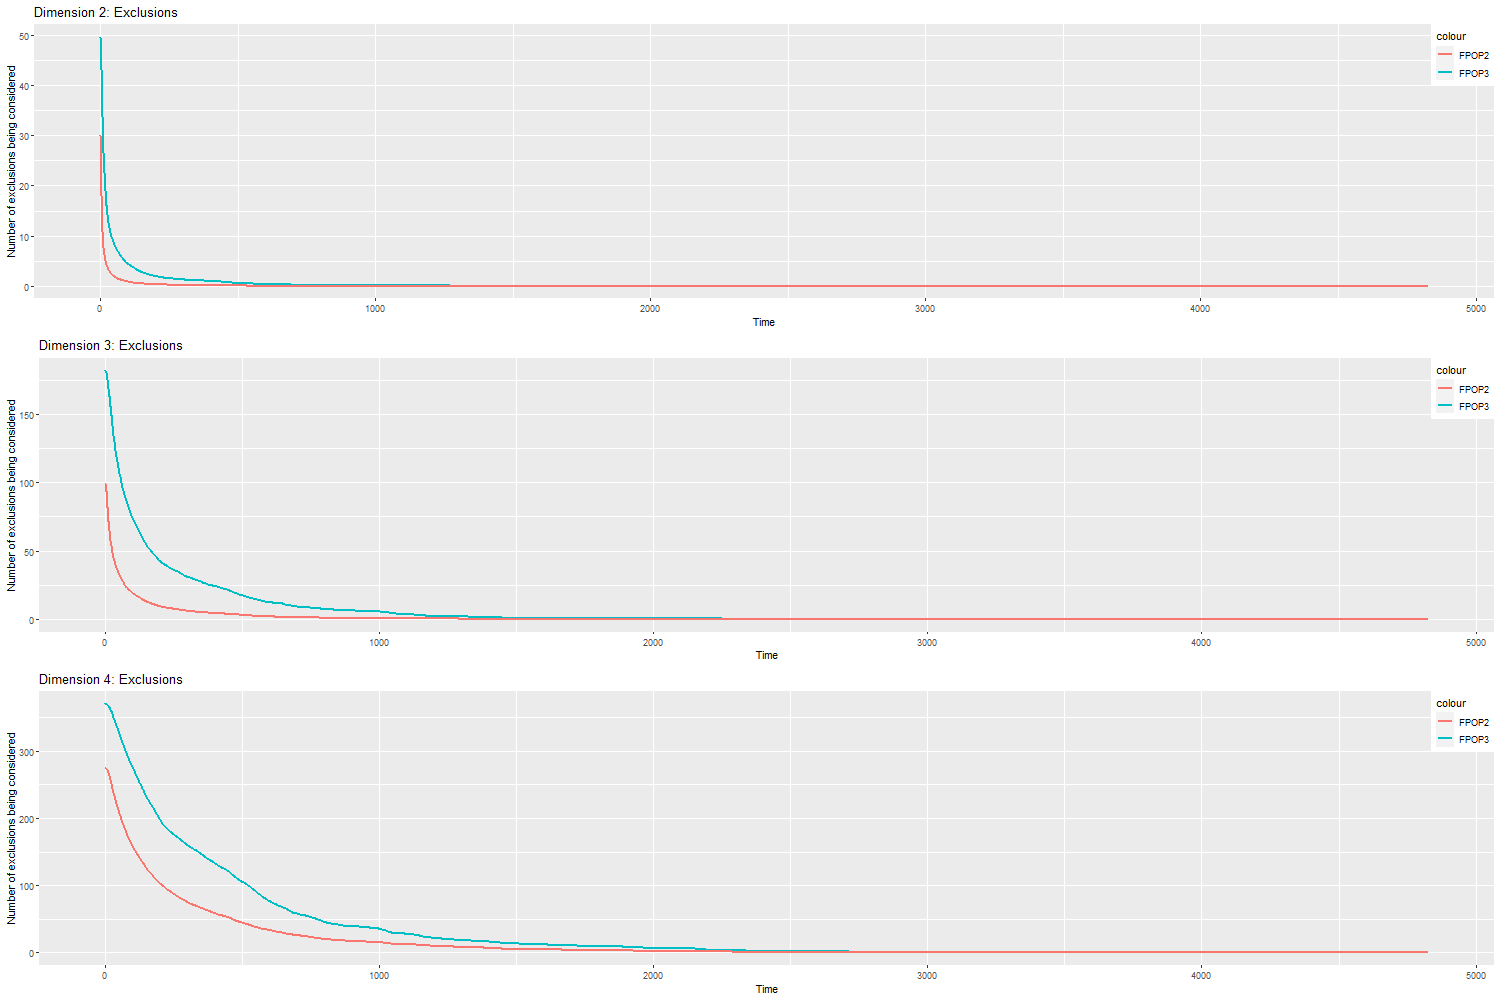 Dimension 2: Exclusions
Number of exclusions being considered
50
40
30
20
10
0
0 1000 2000 3000 4000 5000
Time
colour
FPOP2
FPOP3
Dimension 3: Exclusions
Number of exclusions being considered
150
100
50
0
0 1000 2000 3000 4000 5000
Time
colour
FPOP2
FPOP3
Dimension 4: Exclusions
Number of exclusions being considered
300
200
100
0
0 1000 2000 3000 4000 5000
Time
colour
FPOP2
FPOP3